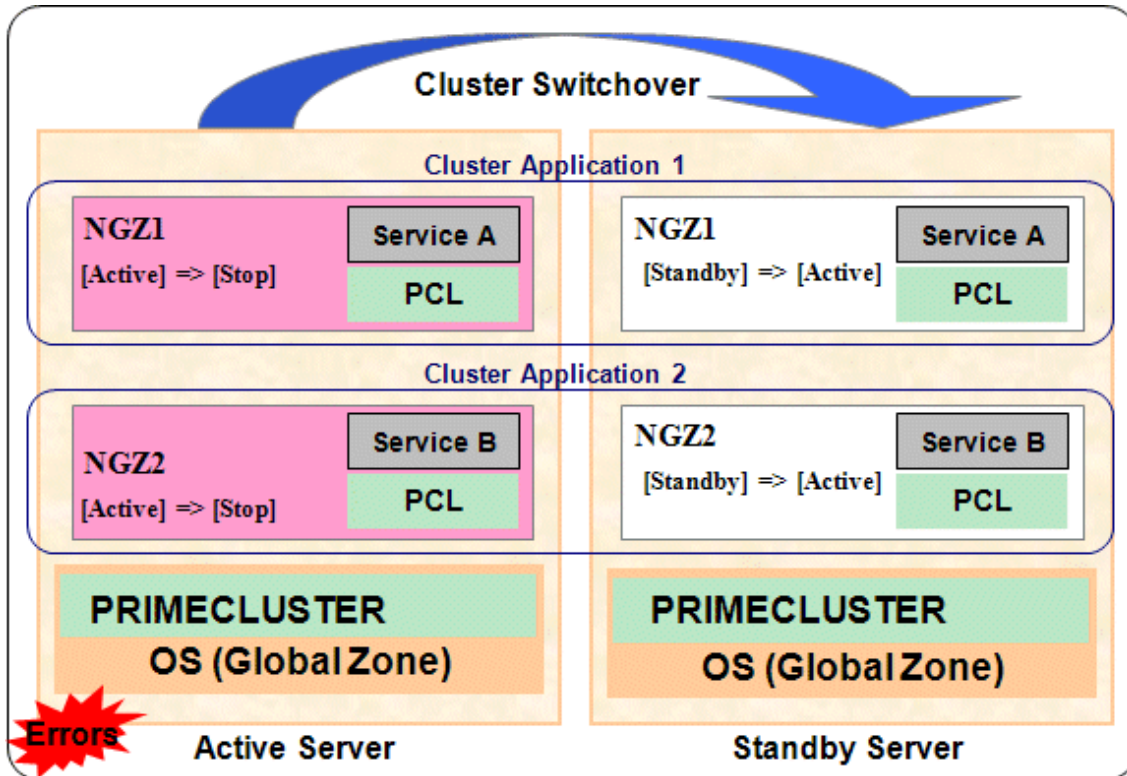 Cluster Switchover
Cluster Application 1
NGZ1
[Active] => [Stop]
Service A
PCL
NGZ1
[Standby] => [Active]
Service A
PCL
Cluster Application 2
NGZ2
[Active] => [Stop]
Service B
PCL
NGZ2
[Standby] => [Active]
Service B
PCL
PRIMECLUSTER
OS (Global Zone)
PRIMECLUSTER
OS (Global Zone)
Errors
Active Server
Standby Server